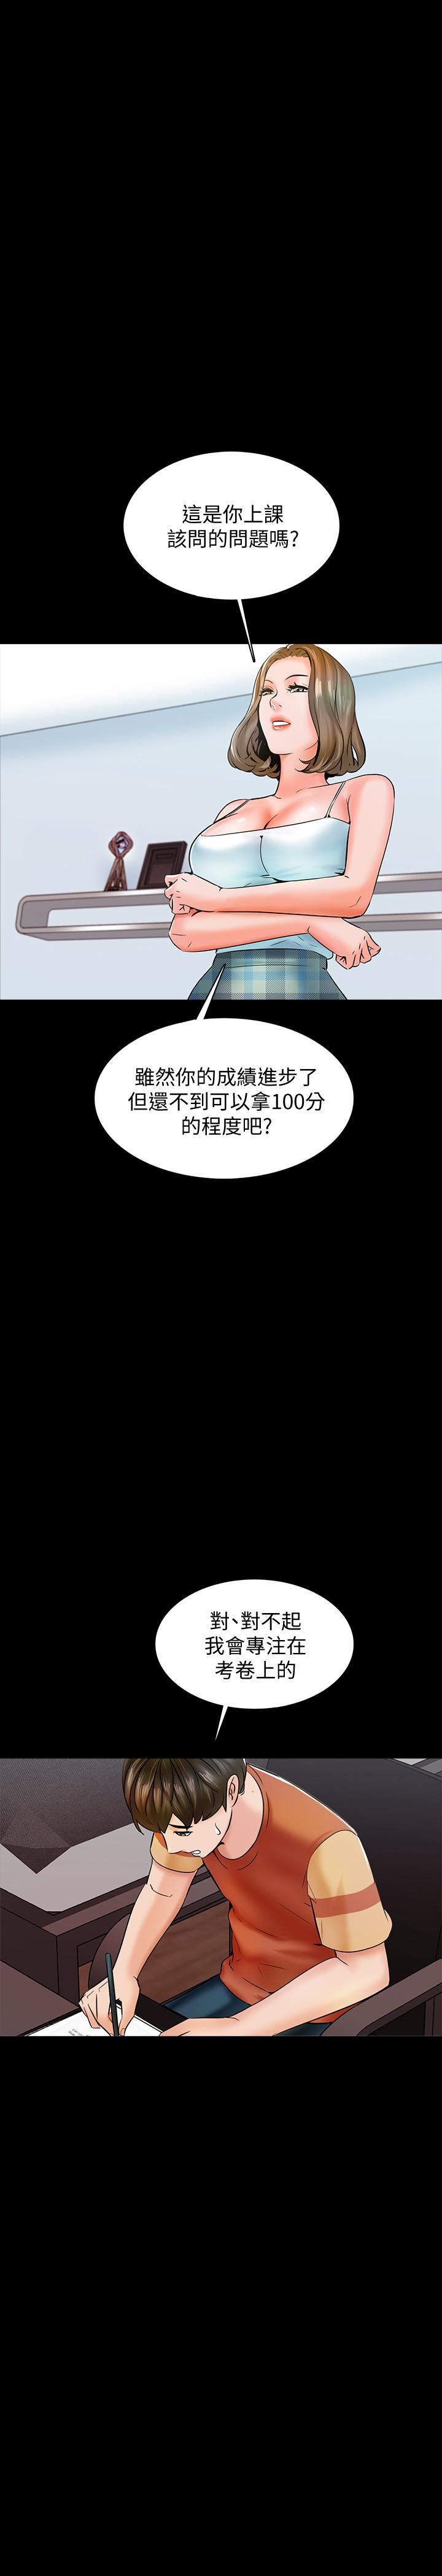 這是你上課
該問的問題嗎?
雖然你的成績進步了
但還不到可以拿100分
的程度吧?
對、對不起
我會專注在
考卷上的